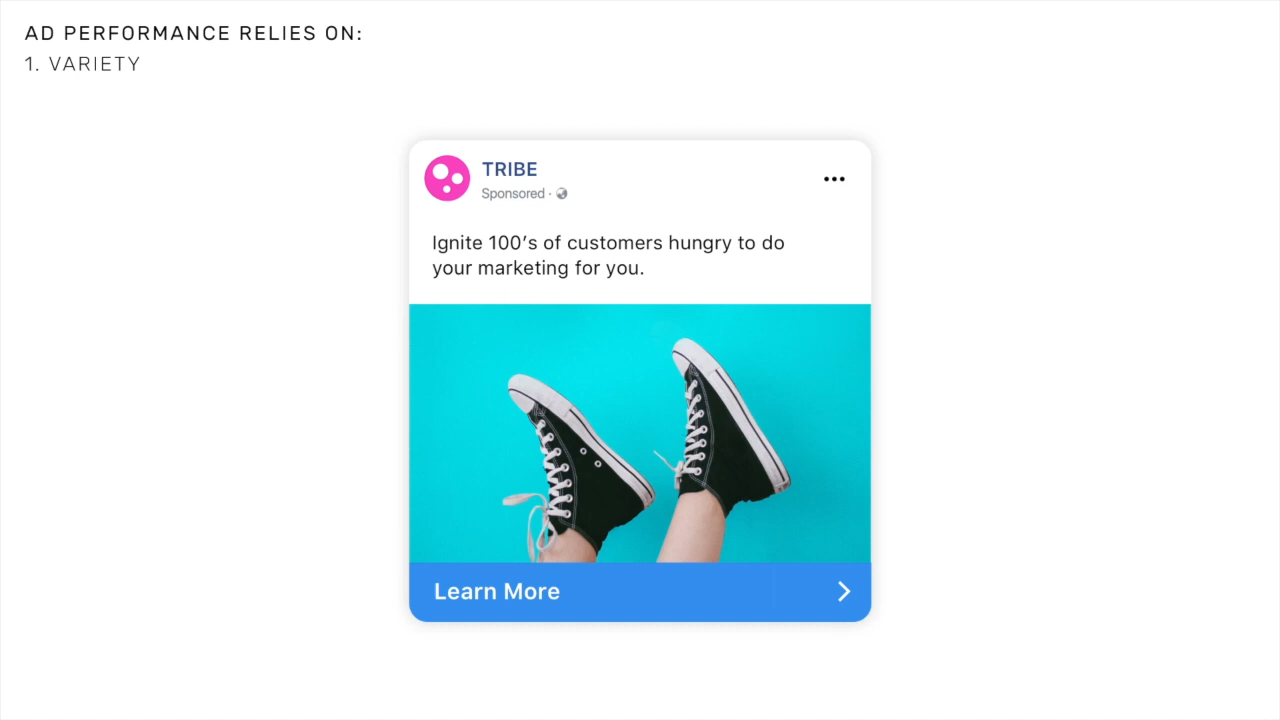 AD PERFORMANCE RELIES ON:
1. VARIETY
TRIBE
Sponsored ·
Ignite 100’s of customers hungry to do
your marketing for you.
Learn More